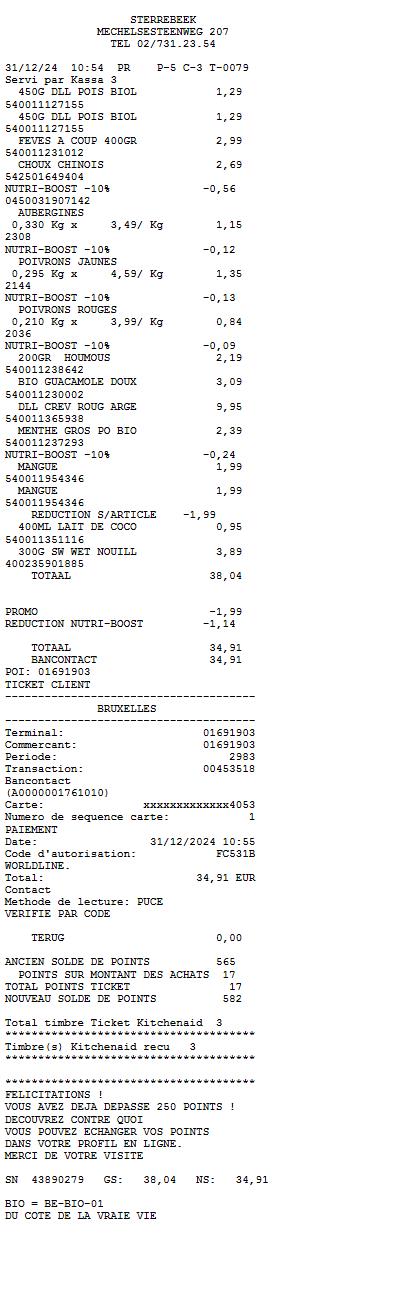 STERREBEEK
MECHELSESTEENWEG 207
TEL 02/731.23.54
31/12/24 10:54 PR P-5 C-3 T-0079
Servi par Kassa 3
450G DLL POIS BIOL 1,29
540011127155
450G DLL POIS BIOL 1,29
540011127155
FEVES A COUP 400GR 2,99
540011231012
CHOUX CHINOIS 2,69
542501649404
NUTRI-BOOST -10% -0,56
0450031907142
AUBERGINES
0,330 Kg x 3,49/ Kg 1,15
2308
NUTRI-BOOST -10% -0,12
POIVRONS JAUNES
0,295 Kg x 4,59/ Kg 1,35
2144
NUTRI-BOOST -10% -0,13
POIVRONS ROUGES
0,210 Kg x 3,99/ Kg 0,84
2036
NUTRI-BOOST -10% -0,09
200GR HOUMOUS 2,19
540011238642
BIO GUACAMOLE DOUX 3,09
540011230002
DLL CREV ROUG ARGE 9,95
540011365938
MENTHE GROS PO BIO 2,39
540011237293
NUTRI-BOOST -10% -0,24
MANGUE 1,99
540011954346
MANGUE 1,99
540011954346
REDUCTION S/ARTICLE -1,99
400ML LAIT DE COCO 0,95
540011351116
300G SW WET NOUILL 3,89
400235901885
TOTAAL 38,04
PROMO -1,99
REDUCTION NUTRI-BOOST -1,14
TOTAAL 34,91
BANCONTACT 34,91
POI: 01691903
TICKET CLIENT
---------------------------------------
BRUXELLES
---------------------------------------
Terminal: 01691903
Commercant: 01691903
Periode: 2983
Transaction: 00453518
Bancontact
(A0000001761010)
Carte: xxxxxxxxxxxxx4053
Numero de sequence carte: 1
PAIEMENT
Date: 31/12/2024 10:55
Code d'autorisation: FC531B
WORLDLINE.
Total: 34,91 EUR
Contact
Methode de lecture: PUCE
VERIFIE PAR CODE
TERUG 0,00
ANCIEN SOLDE DE POINTS 565
POINTS SUR MONTANT DES ACHATS 17
TOTAL POINTS TICKET 17
NOUVEAU SOLDE DE POINTS 582
Total timbre Ticket Kitchenaid 3
***************************************
Timbre(s) Kitchenaid recu 3
***************************************
***************************************
FELICITATIONS !
VOUS AVEZ DEJA DEPASSE 250 POINTS !
DECOUVREZ CONTRE QUOI
VOUS POUVEZ ECHANGER VOS POINTS
DANS VOTRE PROFIL EN LIGNE.
MERCI DE VOTRE VISITE
SN 43890279 GS: 38,04 NS: 34,91
BIO = BE-BIO-01
DU COTE DE LA VRAIE VIE